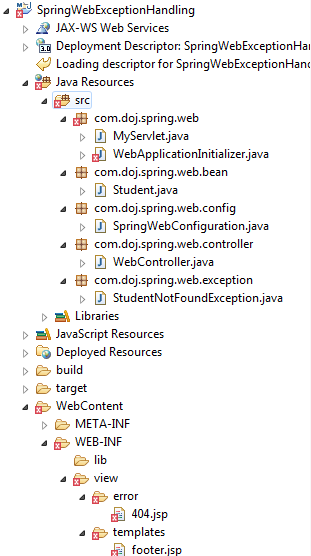 SpringWebExceptionHandling
JAX-WS Web Services
Deployment Descriptor: SpringWebExceptionHan
Loading descriptor for SpringWebExceptionHand
Java Resources
src
com.doj.spring.web
MyServlet.java
WebApplicationInitializer.java
com.doj.spring.web.bean
Student.java
com.doj.spring.web.config
SpringWebConfiguration.java
com.doj.spring.web.controller
WebController.java
com.doj.spring.web.exception
StudentNotFoundException.java
Libraries
JavaScript Resources
Deployed Resources
build
target
WebContent
META-INF
WEB-INF
lib
view
error
404.jsp
templates
footer.jsp